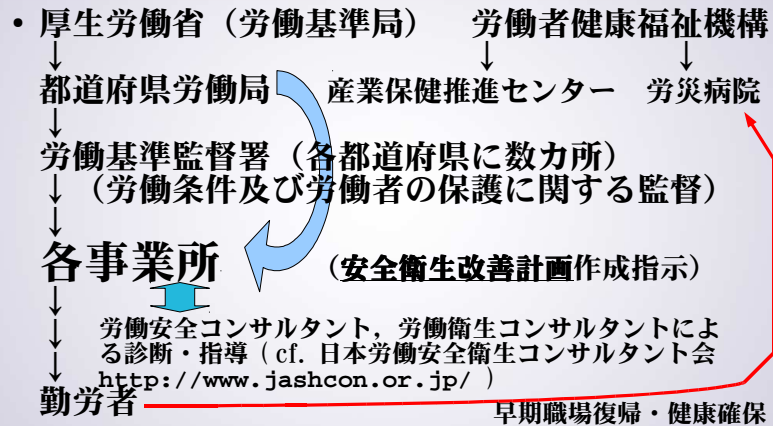 • 厚生労働省（労働基準局） 労働者健康福祉機構
↓ ↓ ↓
都道府県労働局 産業保健推進センター 労災病院
↓
労働基準監督署（各都道府県に数カ所）
↓ （労働条件及び労働者の保護に関する監督）
↓
各事業所 （安全衛生改善計画作成指示）
↓
↓ 労働安全コンサルタント，労働衛生コンサルタントによ
↓ る診断・指導（cf. 日本労働安全衛生コンサルタント会
↓ http://www.jashcon.or.jp/ ）
勤労者
早期職場復帰・健康確保